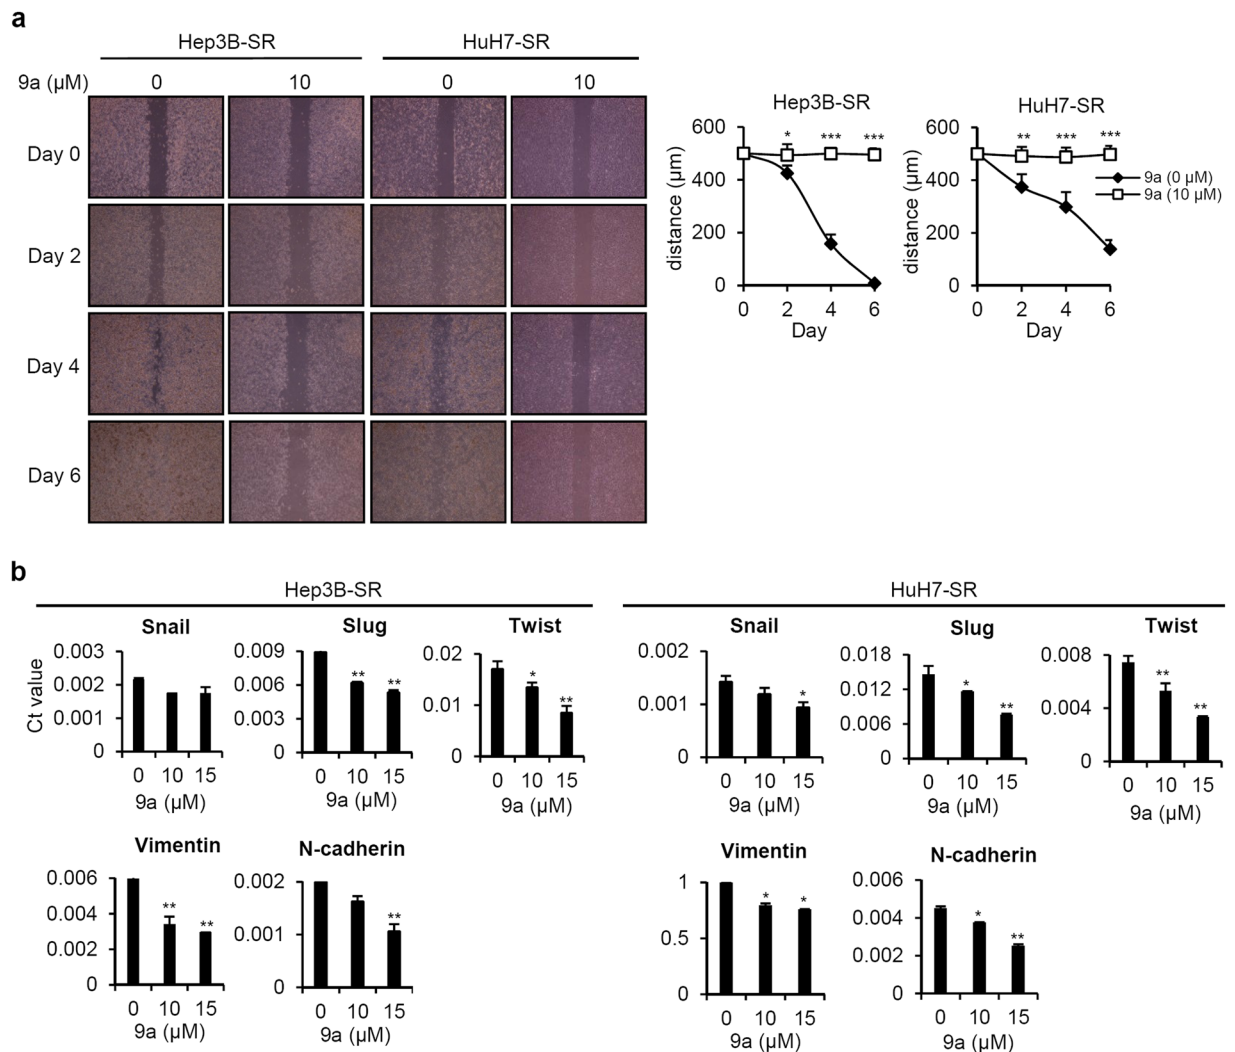 a
Hep3B-SR HuH7-SR
9a (µM) 0 10 0 10
Day 0
Day 2
Day 4
Day 6
Hep3B-SR
600
400
200
0
distance (µm)
* *** ***
0 2 4 6
Day
HuH7-SR
600
400
200
0
distance (µm)
** *** ***
0 2 4 6
Day
9a (0 µM)
9a (10 µM)
b
Hep3B-SR
Snail
Ct value
0.003
0.002
0.001
0
0 10 15
9a (µM)
Slug
0.009
0.006
0.003
0
** **
0 10 15
9a (µM)
Twist
0.02
0.01
0
* **
0 10 15
9a (µM)
Vimentin
0.006
0.004
0.002
0
** **
0 10 15
9a (µM)
N-cadherin
0.002
0.001
0
**
0 10 15
9a (µM)
HuH7-SR
Snail
0.002
0.001
0
*
0 10 15
9a (µM)
Slug
0.018
0.012
0.006
0
* **
0 10 15
9a (µM)
Twist
0.008
0.004
0
** **
0 10 15
9a (µM)
Vimentin
1
0.5
0
* *
0 10 15
9a (µM)
N-cadherin
0.006
0.004
0.002
0
* **
0 10 15
9a (µM)